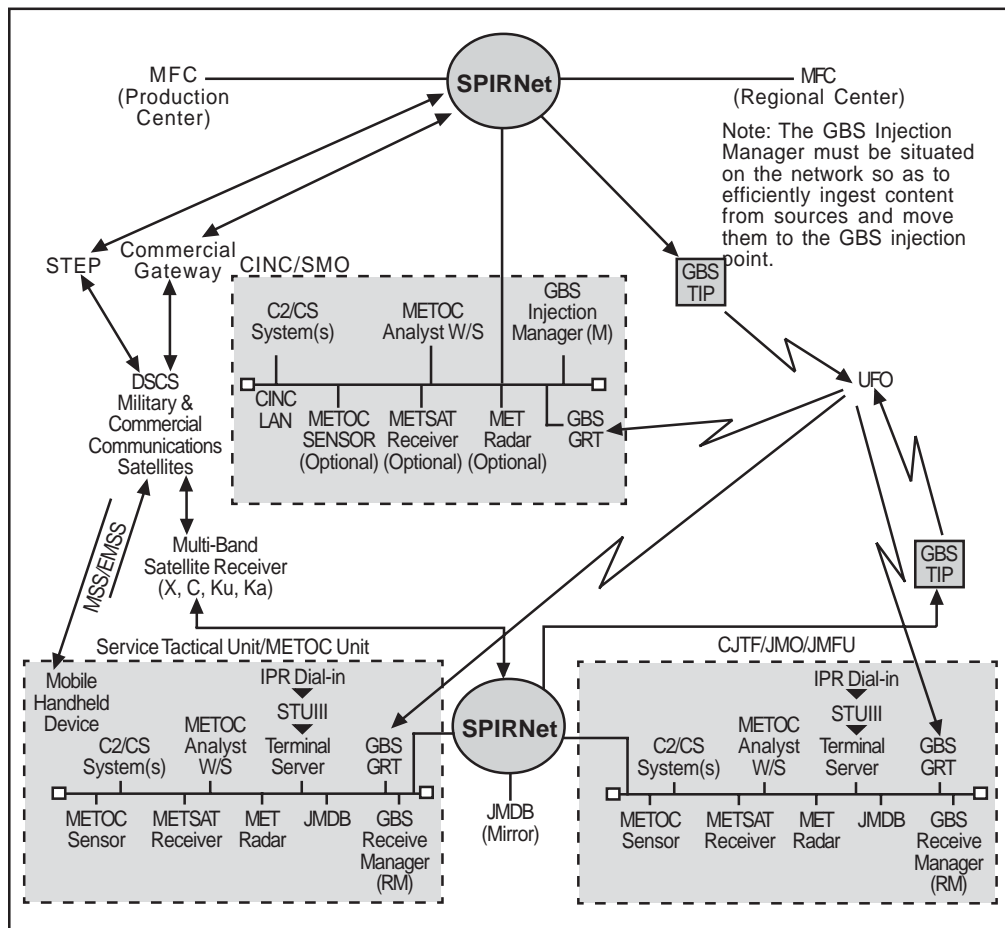 SPIRNet
MFC
(Production
Center)
MFC
(Regional Center)
Note: The GBS Injection
Manager must be situated
on the network so as to
efficiently ingest content
from sources and move
them to the GBS injection
point.
STEP
Commercial
Gateway
GBS
TIP
CINC/SMO
C2/CS
System(s)
METOC
Analyst W/S
GBS
Injection
Manager (M)
CINC
LAN
METOC
SENSOR
(Optional)
METSAT
Receiver
(Optional)
MET
Radar
(Optional)
GBS
GRT
UFO
DSCS
Military &
Commercial
Communications
Satellites
MSS/EMSS
Multi-Band
Satellite Receiver
(X, C, Ku, Ka)
GBS
TIP
Service Tactical Unit/METOC Unit
Mobile
Handheld
Device
IPR Dial-in
STUIII
Terminal
Server
C2/CS
System(s)
METOC
Analyst
W/S
GBS
GRT
METOC
Sensor
METSAT
Receiver
MET
Radar
JMDB
GBS
Receive
Manager
(RM)
SPIRNet
JMDB
(Mirror)
CJTF/JMO/JMFU
IPR Dial-in
STUIII
Terminal
Server
C2/CS
System(s)
METOC
Analyst
W/S
GBS
GRT
METOC
Sensor
METSAT
Receiver
MET
Radar
JMDB
GBS
Receive
Manager
(RM)